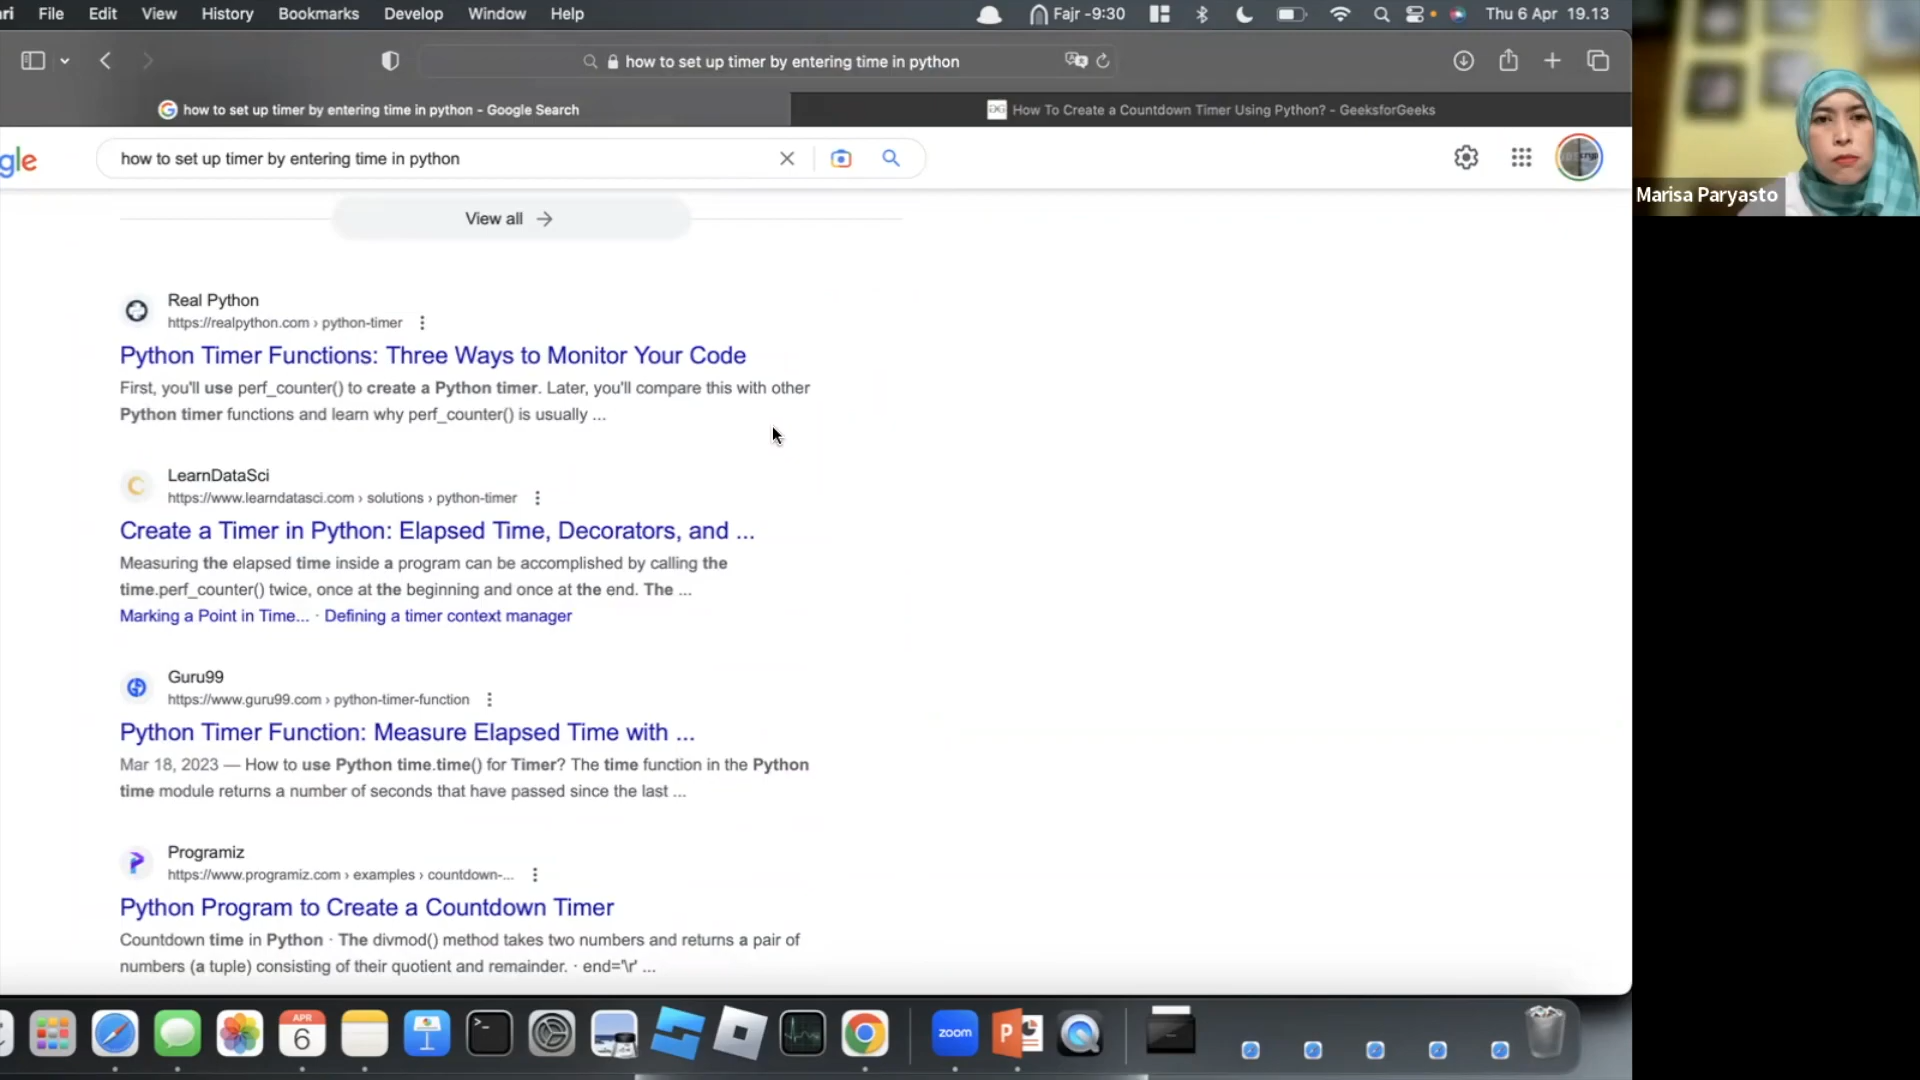 ri File Edit View History Bookmarks Develop Window Help Fajr -9:30 Thu 6 Apr 19.13
how to set up timer by entering time in python
how to set up timer by entering time in python - Google Search
How To Create a Countdown Timer Using Python? - GeeksforGeeks
gle
how to set up timer by entering time in python
View all →
Real Python
https://realpython.com › python-timer
Python Timer Functions: Three Ways to Monitor Your Code
First, you'll use perf_counter() to create a Python timer. Later, you'll compare this with other
Python timer functions and learn why perf_counter() is usually ...
LearnDataSci
https://www.learndatasci.com › solutions › python-timer
Create a Timer in Python: Elapsed Time, Decorators, and ...
Measuring the elapsed time inside a program can be accomplished by calling the
time.perf_counter() twice, once at the beginning and once at the end. The ...
Marking a Point in Time... · Defining a timer context manager
Guru99
https://www.guru99.com › python-timer-function
Python Timer Function: Measure Elapsed Time with ...
Mar 18, 2023 — How to use Python time.time() for Timer? The time function in the Python
time module returns a number of seconds that have passed since the last ...
Programiz
https://www.programiz.com › examples › countdown-...
Python Program to Create a Countdown Timer
Countdown time in Python · The divmod() method takes two numbers and returns a pair of
numbers (a tuple) consisting of their quotient and remainder. · end='\r' ...
Marisa Paryasto
APR
6
zoom
P